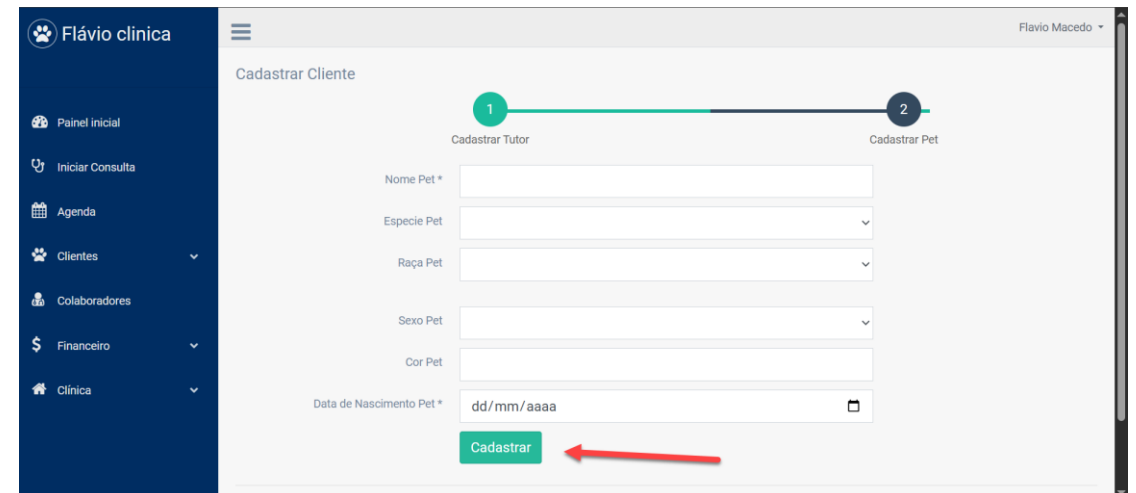 Flávio clinica
Flavio Macedo
Cadastrar Cliente
1
2
Cadastrar Tutor
Cadastrar Pet
Painel inicial
Iniciar Consulta
Agenda
Clientes
Colaboradores
Financeiro
Clínica
Nome Pet *
Especie Pet
Raça Pet
Sexo Pet
Cor Pet
Data de Nascimento Pet *
dd/mm/aaaa
Cadastrar